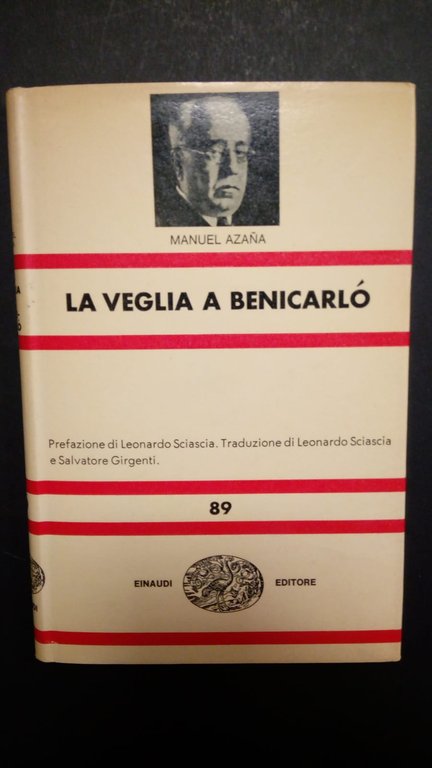 MANUEL AZAÑA
LA VEGLIA A BENICARLÓ
Prefazione di Leonardo Sciascia. Traduzione di Leonardo Sciascia
e Salvatore Girgenti.
89
EINAUDI EDITORE